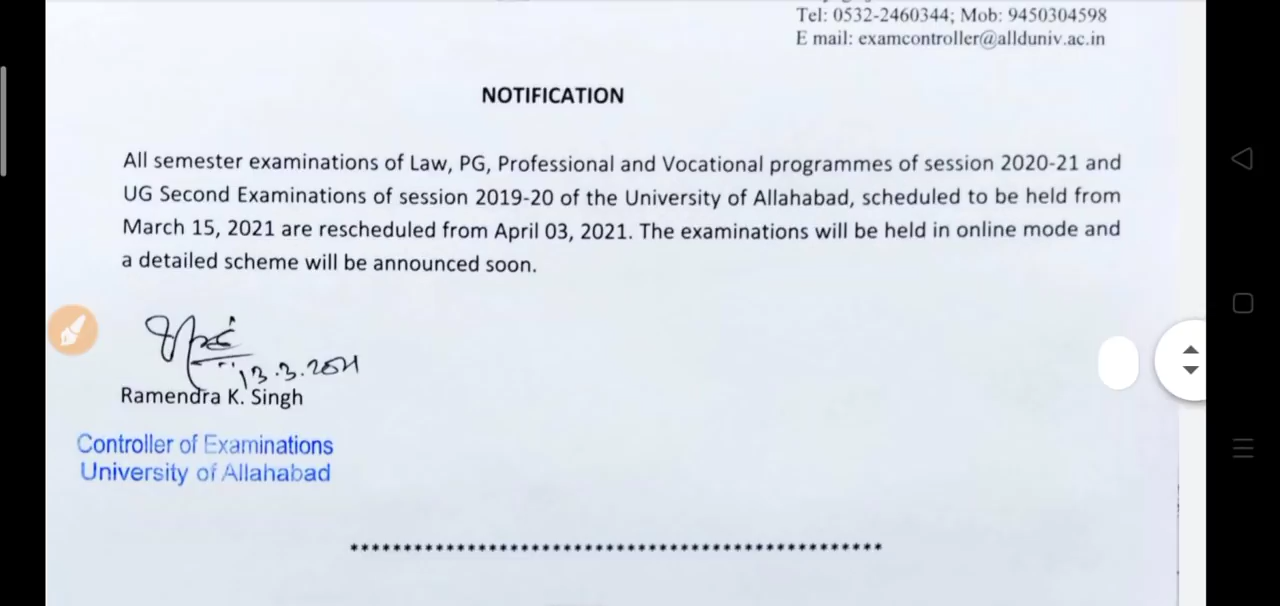 Tel: 0532-2460344; Mob: 9450304598
E mail: examcontroller@allduniv.ac.in
NOTIFICATION
All semester examinations of Law, PG, Professional and Vocational programmes of session 2020-21 and
UG Second Examinations of session 2019-20 of the University of Allahabad, scheduled to be held from
March 15, 2021 are rescheduled from April 03, 2021. The examinations will be held in online mode and
a detailed scheme will be announced soon.
13.3.2021
Ramendra K. Singh
Controller of Examinations
University of Allahabad
**************************************************